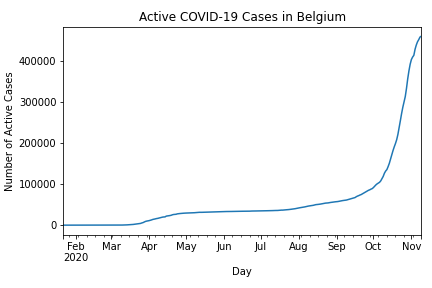 Active COVID-19 Cases in Belgium
Number of Active Cases
400000
300000
200000
100000
0
Feb Mar Apr May Jun Jul Aug Sep Oct Nov
2020
Day